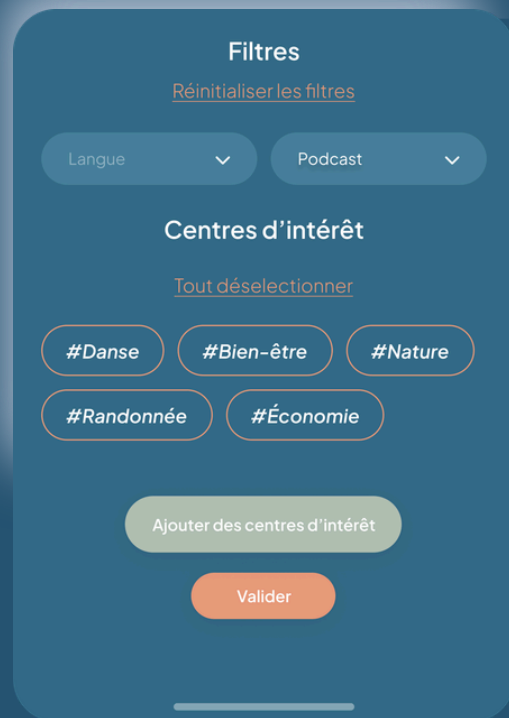 Filtres
Réinitialiser les filtres
Langue Podcast
Centres d’intérêt
Tout déselectionner
#Danse #Bien-être #Nature
#Randonnée #Économie
Ajouter des centres d’intérêt
Valider